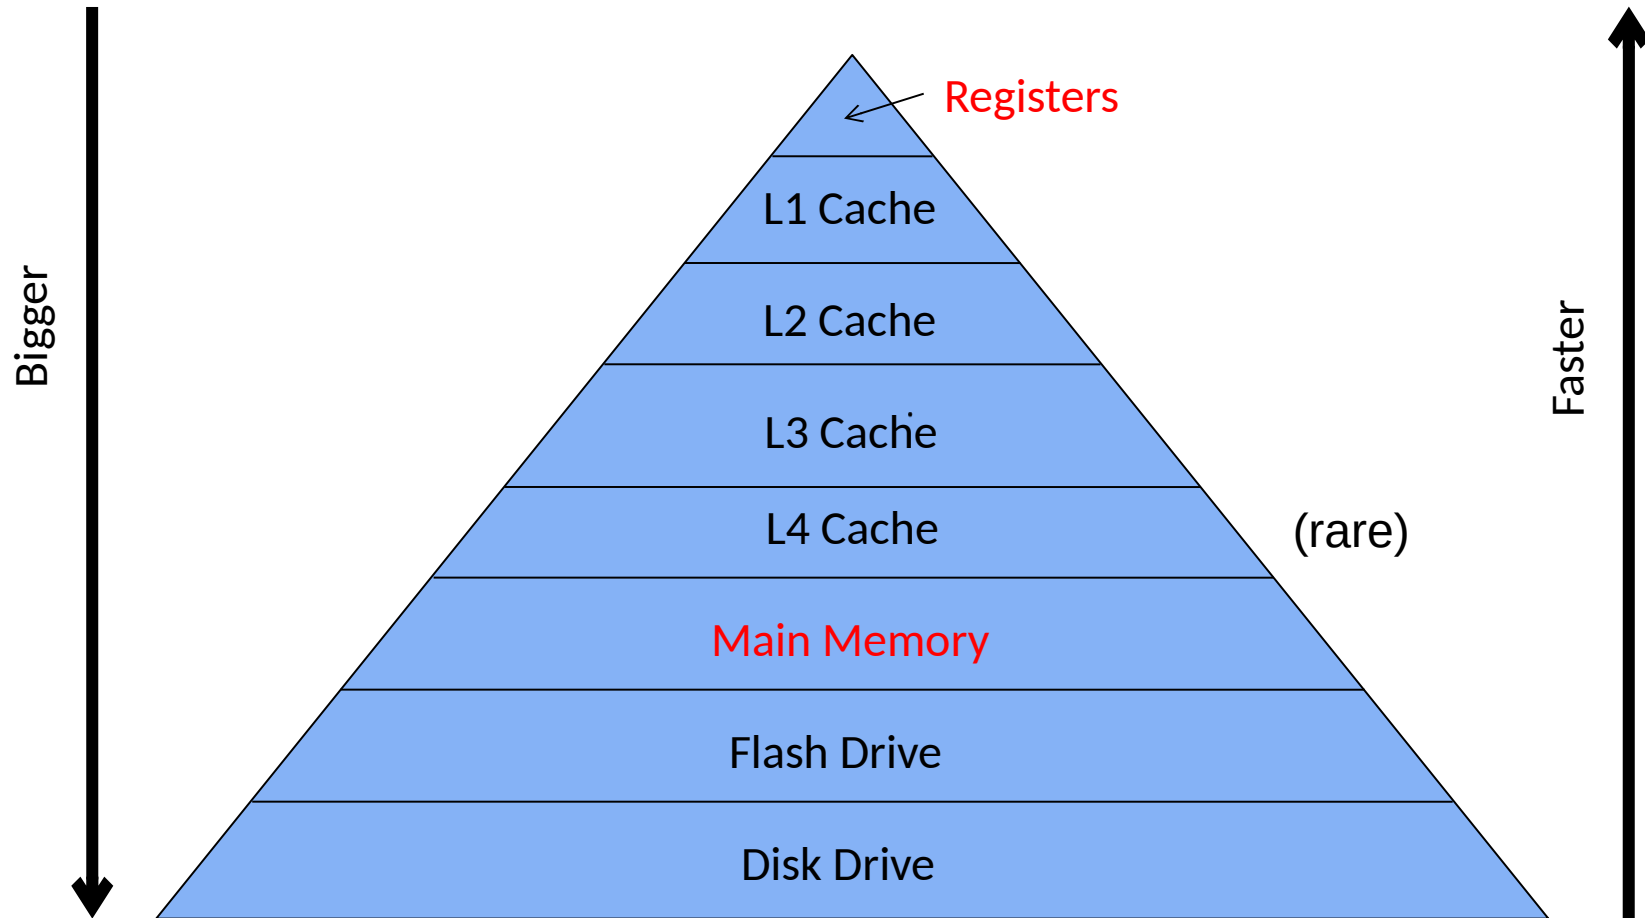 Registers
L1 Cache
L2 Cache
L3 Cache
L4 Cache
(rare)
Main Memory
Flash Drive
Disk Drive
Bigger
Faster